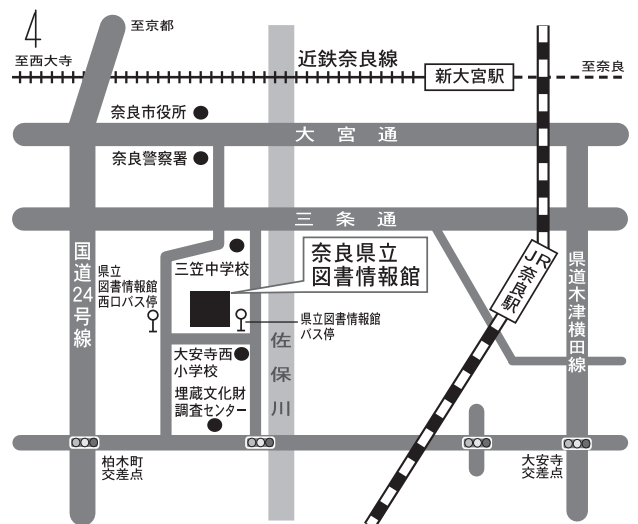 至京都
至西大寺
近鉄奈良線
新大宮駅
至奈良
奈良市役所
大宮通
奈良警察署
三条通
国道24号線
県立
図書情報館
西口バス停
三笠中学校
奈良県立
図書情報館
JR奈良駅
県道木津横田線
県立図書情報館
バス停
佐保川
大安寺西
小学校
埋蔵文化財
調査センター
柏木町
交差点
大安寺
交差点